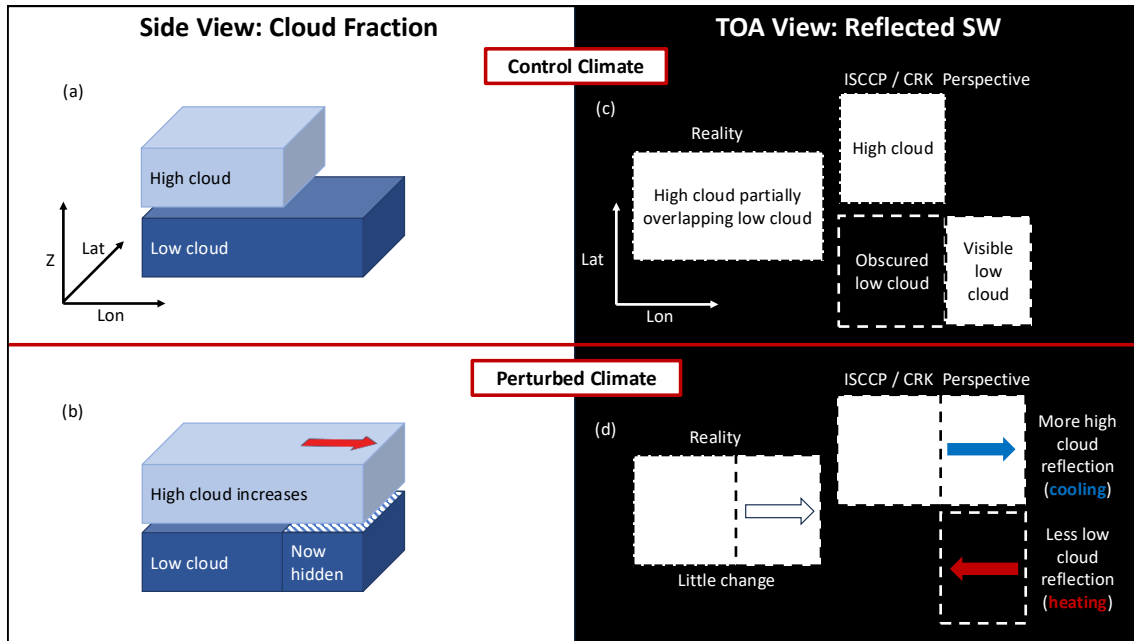 Side View: Cloud Fraction
TOA View: Reflected SW
Control Climate
(a)
High cloud
Low cloud
Z
Lat
Lon
(c)
ISCCP / CRK Perspective
Reality
High cloud
High cloud partially
overlapping low cloud
Obscured
low cloud
Visible
low
cloud
Lat
Lon
Perturbed Climate
(b)
High cloud increases
Low cloud
Now
hidden
(d)
ISCCP / CRK Perspective
Reality
Little change
More high
cloud
reflection
(cooling)
Less low
cloud
reflection
(heating)